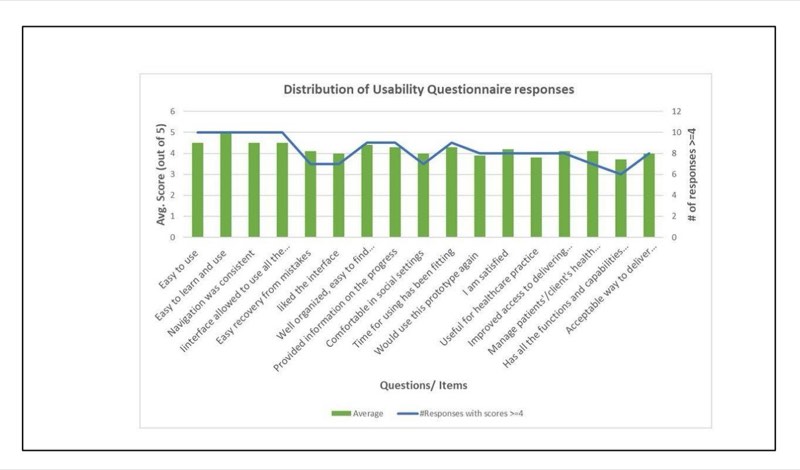 Distribution of Usability Questionnaire responses
Avg. Score (out of 5)
6
5
4
3
2
1
0
12
10
8
6
4
2
0
# of responses >=4
Easy to use
Easy to learn and use
Navigation was consistent
Iinterface allowed to use all the...
Easy recovery from mistakes
liked the interface
Well organized, easy to find...
Provided information on the progress
Comfortable in social settings
Time for using has been fitting
Would use this prototype again
I am satisfied
Useful for healthcare practice
Improved access to delivering...
Manage patients'/client's health...
Has all the functions and capabilities...
Acceptable way to deliver...
Questions/ Items
Average
#Responses with scores >=4